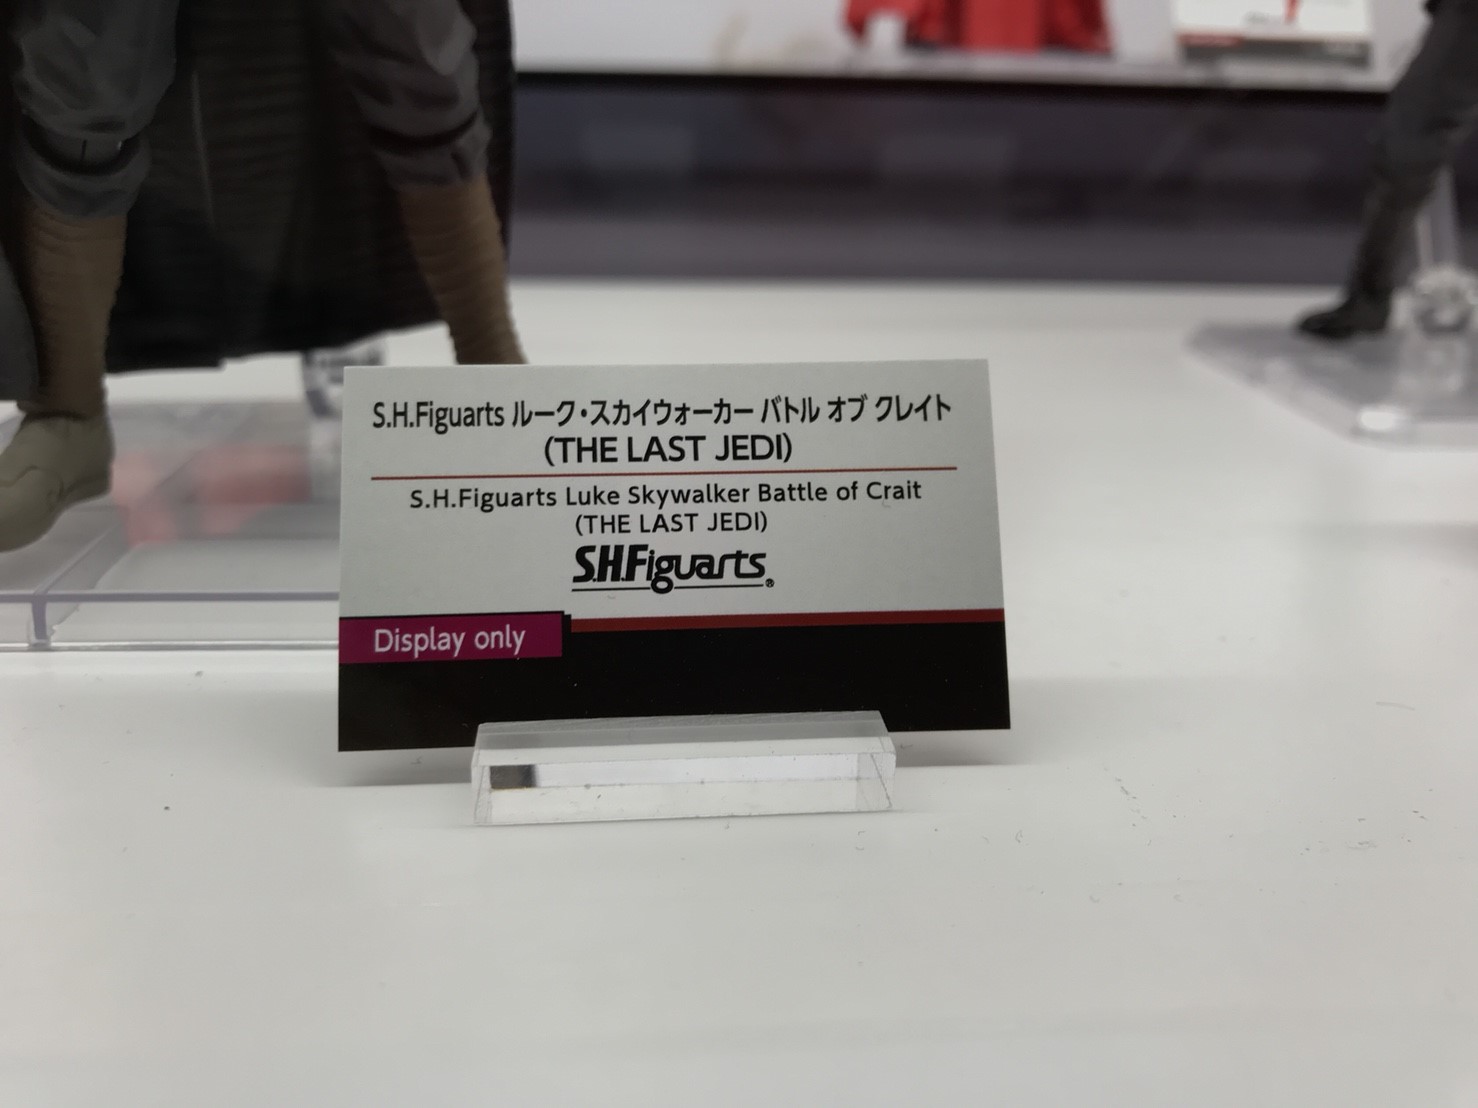 S.H.Figuarts ルーク・スカイウォーカー バトル オブ クレイト
(THE LAST JEDI)
S.H.Figuarts Luke Skywalker Battle of Crait
(THE LAST JEDI)
S.H.Figuarts®
Display only